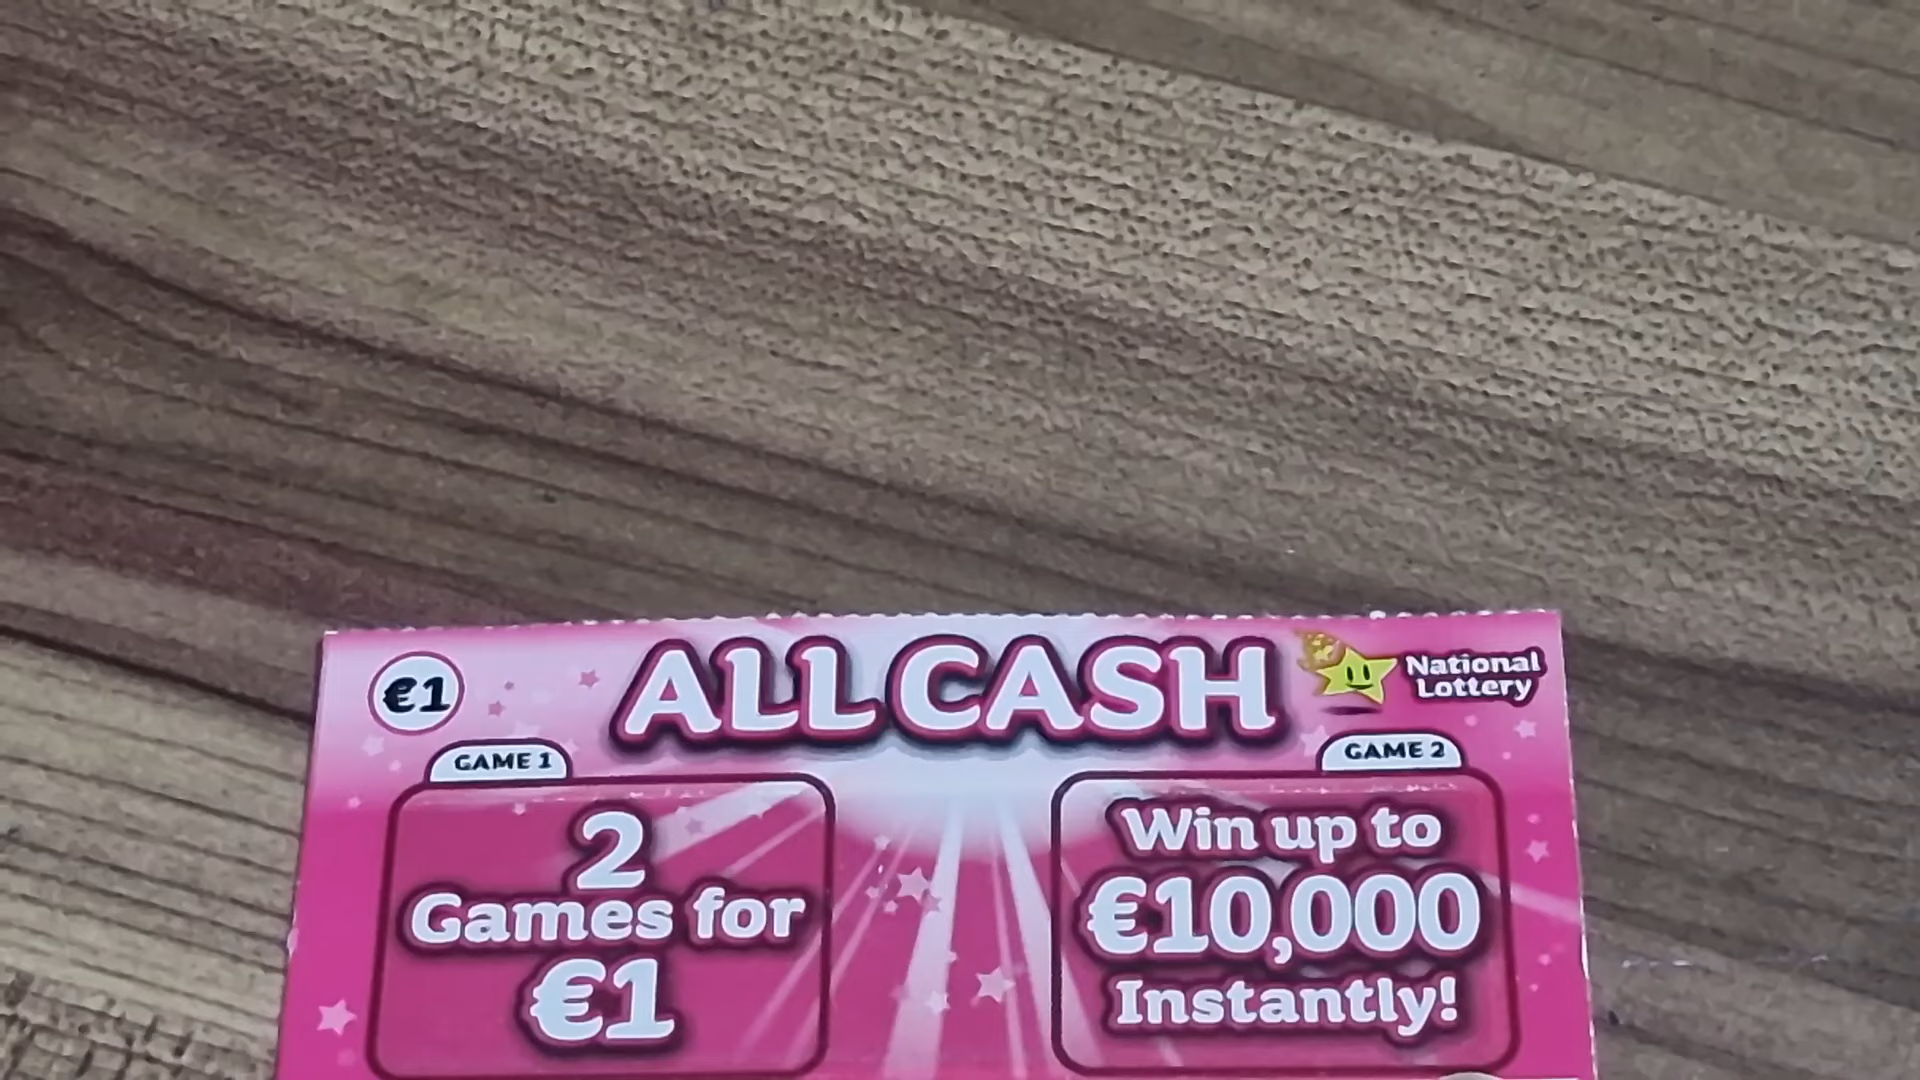 €1
ALL CASH
National
Lottery
GAME 1
GAME 2
2
Games for
€1
Win up to
€10,000
Instantly!